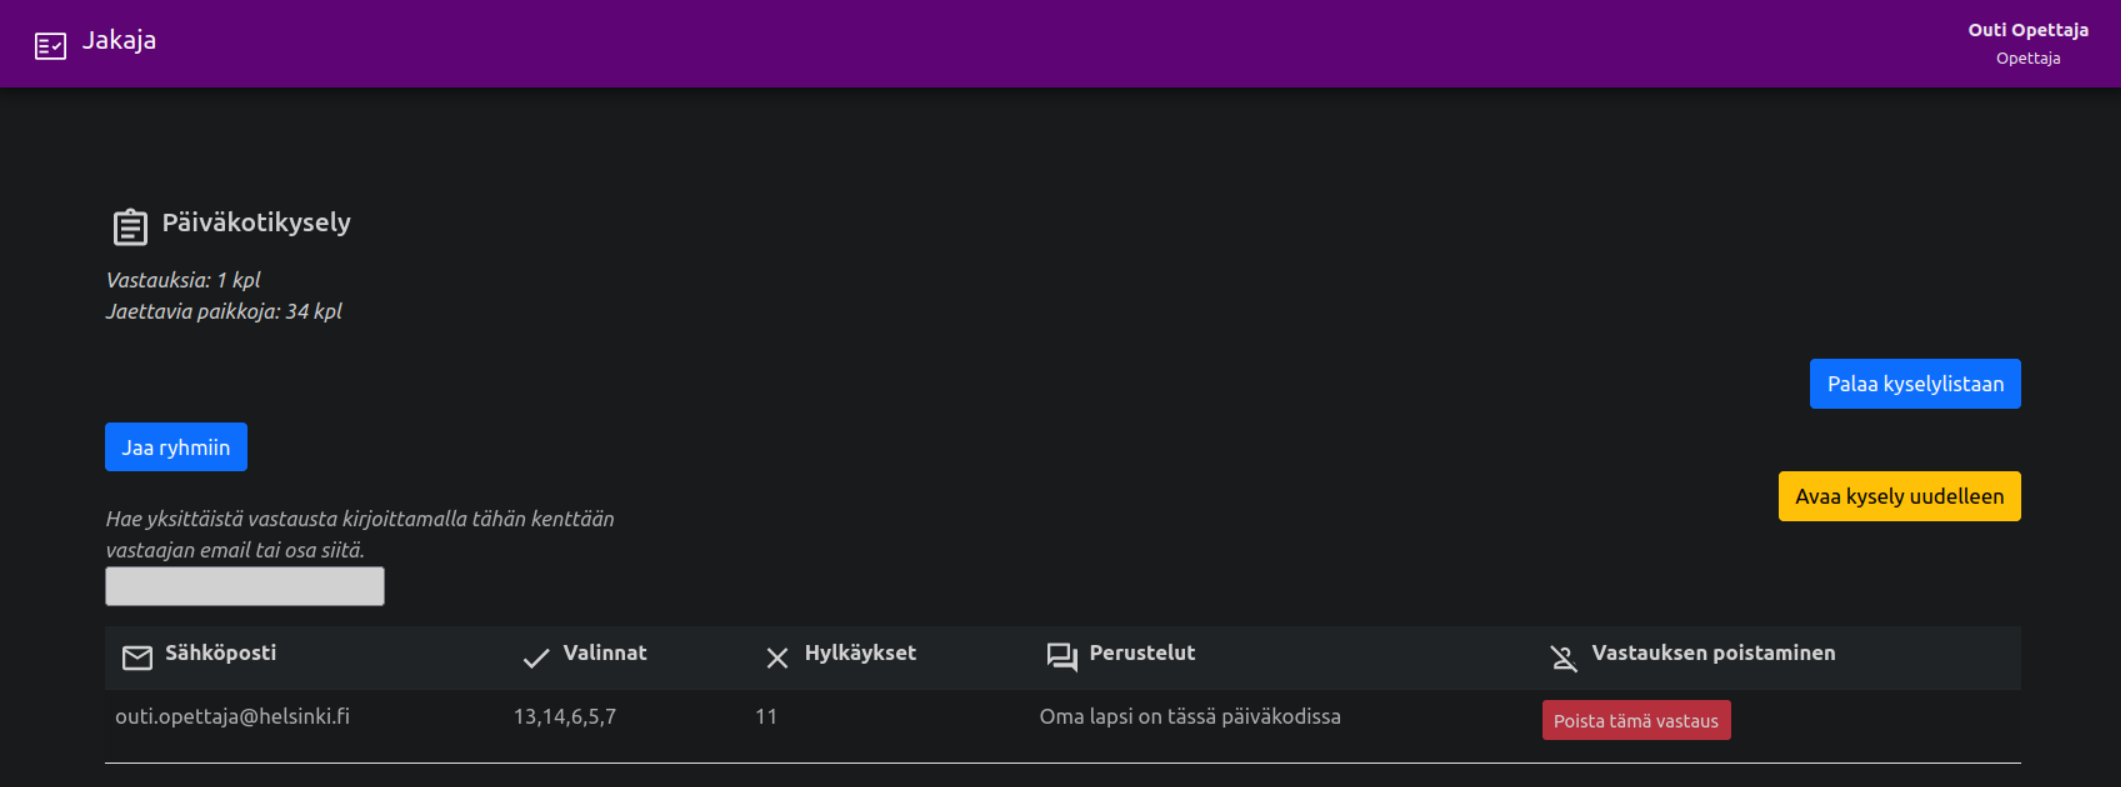 Jakaja
Outi Opettaja
Opettaja
Päiväkotikysely
Vastauksia: 1 kpl
Jaettavia paikkoja: 34 kpl
Palaa kyselylistaan
Jaa ryhmiin
Avaa kysely uudelleen
Hae yksittäistä vastausta kirjoittamalla tähän kenttään
vastaajan email tai osa siitä.
Sähköposti Valinnat Hylkäykset Perustelut Vastauksen poistaminen
outi.opettaja@helsinki.fi 13,14,6,5,7 11 Oma lapsi on tässä päiväkodissa Poista tämä vastaus